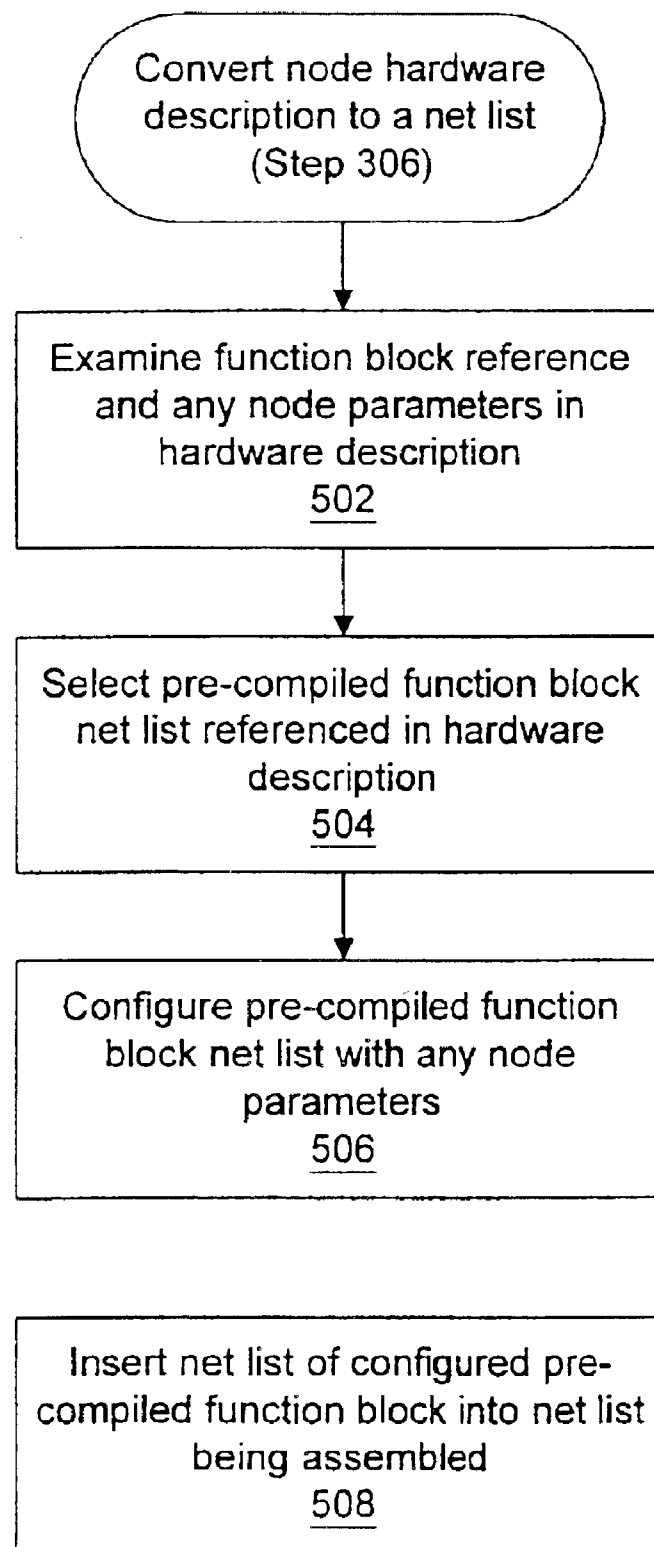 Convert node hardware
description to a net list
(Step 306)
Examine function block reference
and any node parameters in
hardware description
502
Select pre-compiled function block
net list referenced in hardware
description
504
Configure pre-compiled function
block net list with any node
parameters
506
Insert net list of configured pre-
compiled function block into net list
being assembled
508